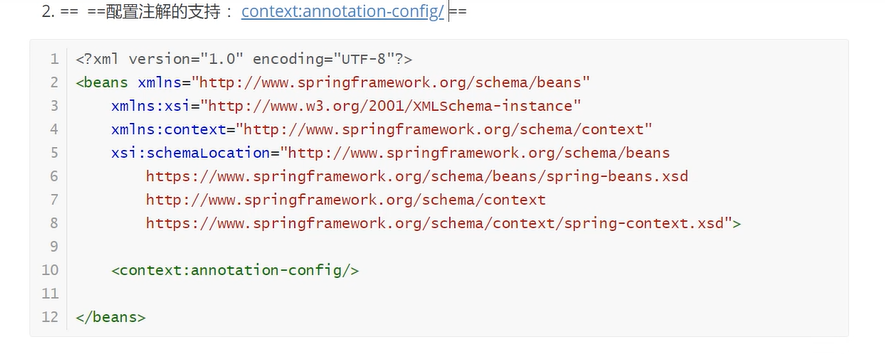 2. == ==配置注解的支持： context:annotation-config/ ==
1 <?xml version="1.0" encoding="UTF-8"?>
2 <beans xmlns="http://www.springframework.org/schema/beans"
3 xmlns:xsi="http://www.w3.org/2001/XMLSchema-instance"
4 xmlns:context="http://www.springframework.org/schema/context"
5 xsi:schemaLocation="http://www.springframework.org/schema/beans
6 https://www.springframework.org/schema/beans/spring-beans.xsd
7 http://www.springframework.org/schema/context
8 https://www.springframework.org/schema/context/spring-context.xsd">
9
10 <context:annotation-config/>
11
12 </beans>